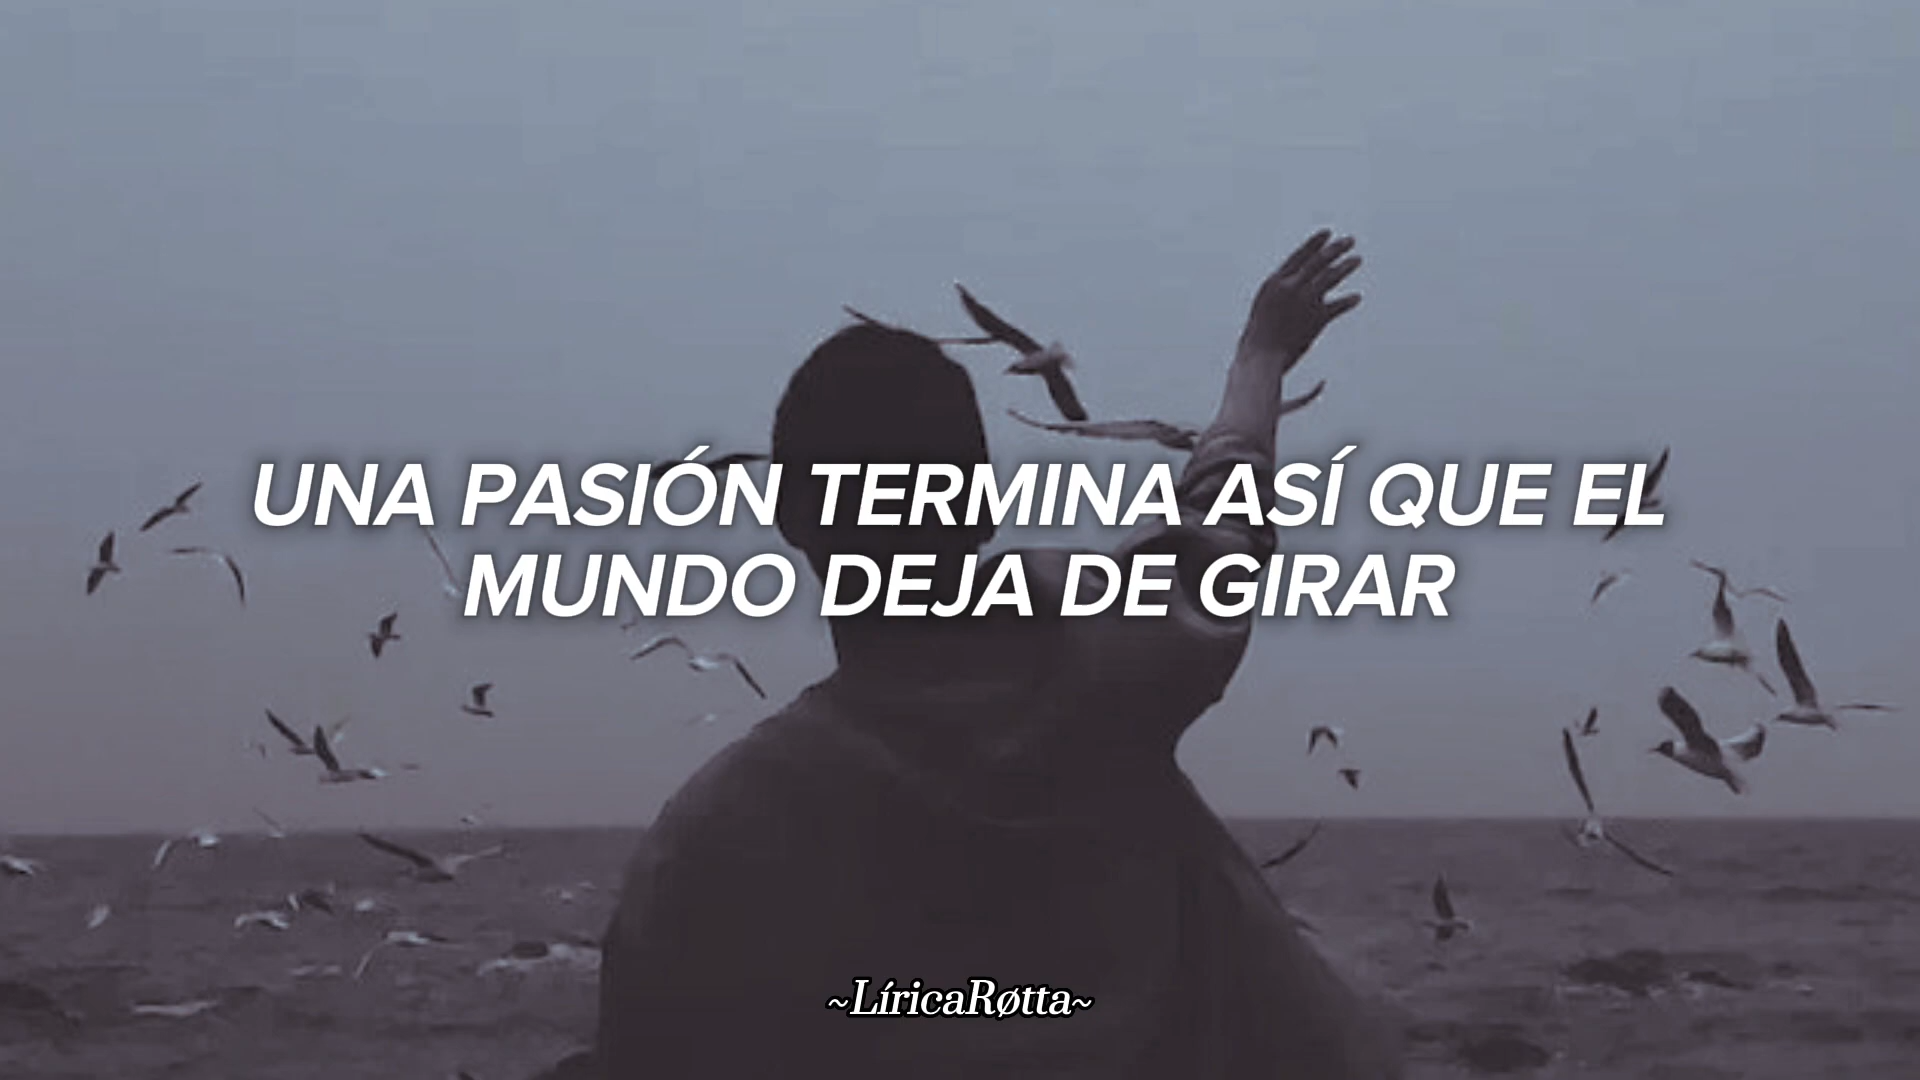 UNA PASIÓN TERMINA ASÍ QUE EL
MUNDO DEJA DE GIRAR
~LíricaRøtta~